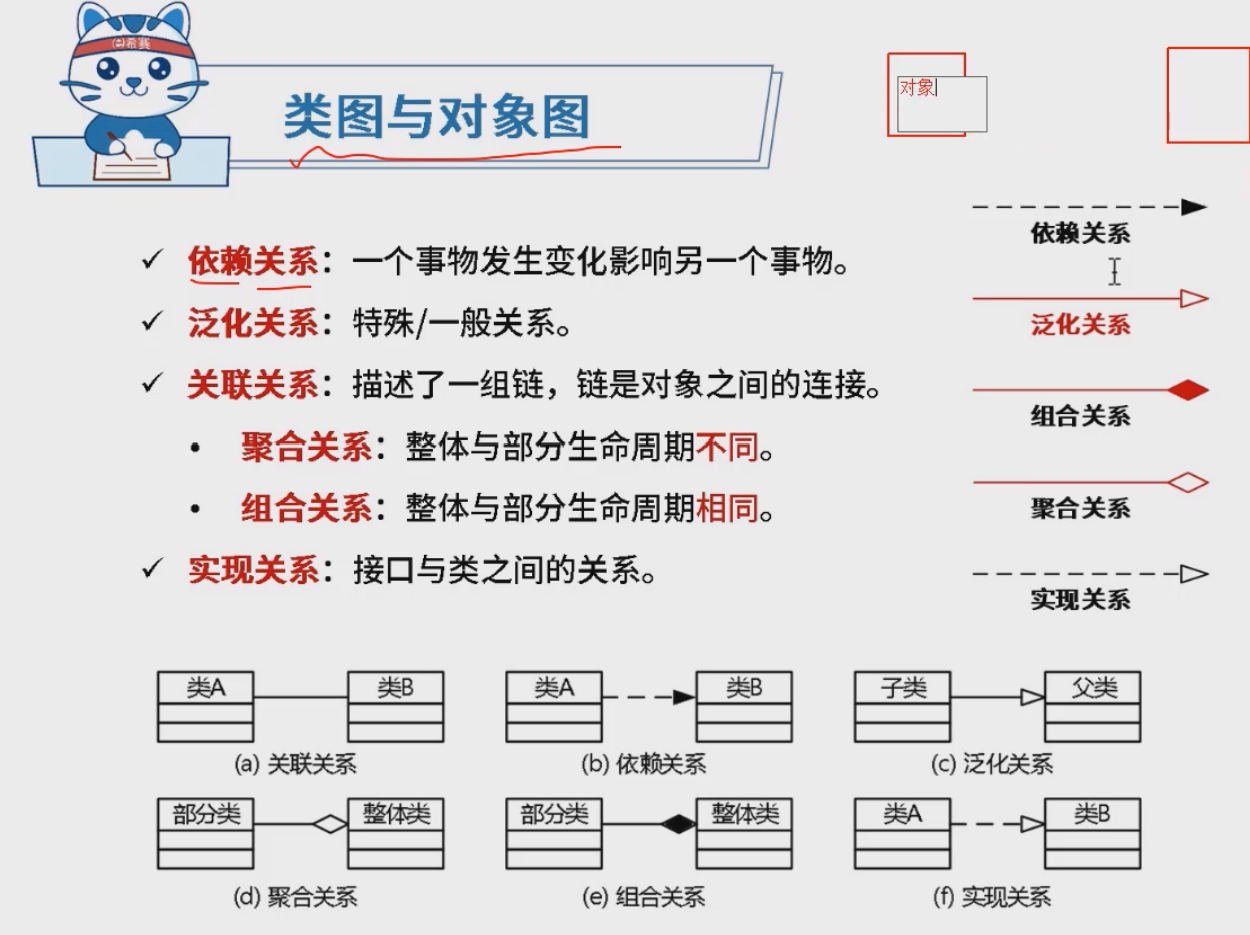 希赛
类图与对象图
对象
✓ 依赖关系：一个事物发生变化影响另一个事物。
✓ 泛化关系：特殊/一般关系。
✓ 关联关系：描述了一组链，链是对象之间的连接。
• 聚合关系：整体与部分生命周期不同。
• 组合关系：整体与部分生命周期相同。
✓ 实现关系：接口与类之间的关系。
依赖关系
泛化关系
组合关系
聚合关系
实现关系
类A 类B 类A 类B 子类 父类
(a) 关联关系 (b) 依赖关系 (c) 泛化关系
部分类 整体类 部分类 整体类 类A 类B
(d) 聚合关系 (e) 组合关系 (f) 实现关系